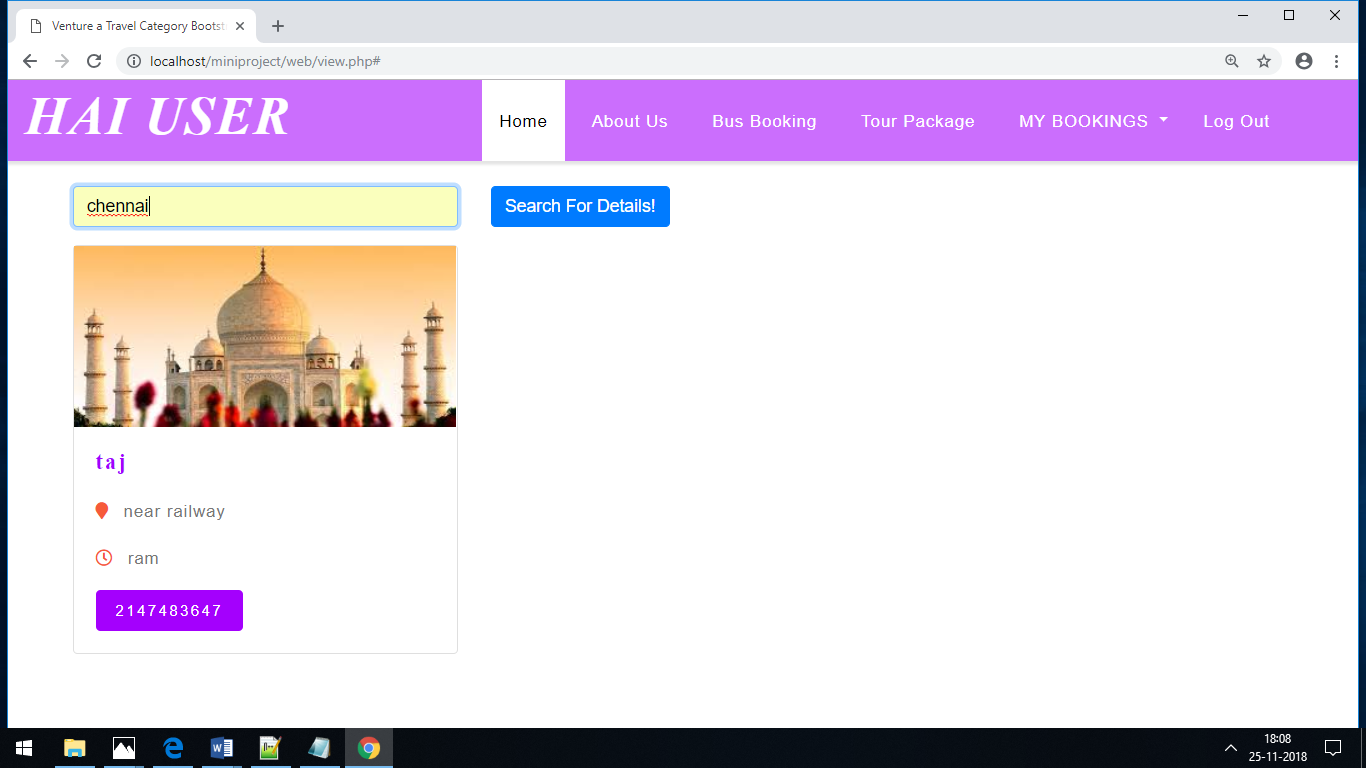 Venture a Travel Category Bootst
localhost/miniproject/web/view.php#
HAI USER
Home
About Us
Bus Booking
Tour Package
MY BOOKINGS
Log Out
chennai
Search For Details!
taj
near railway
ram
2147483647
18:08
25-11-2018